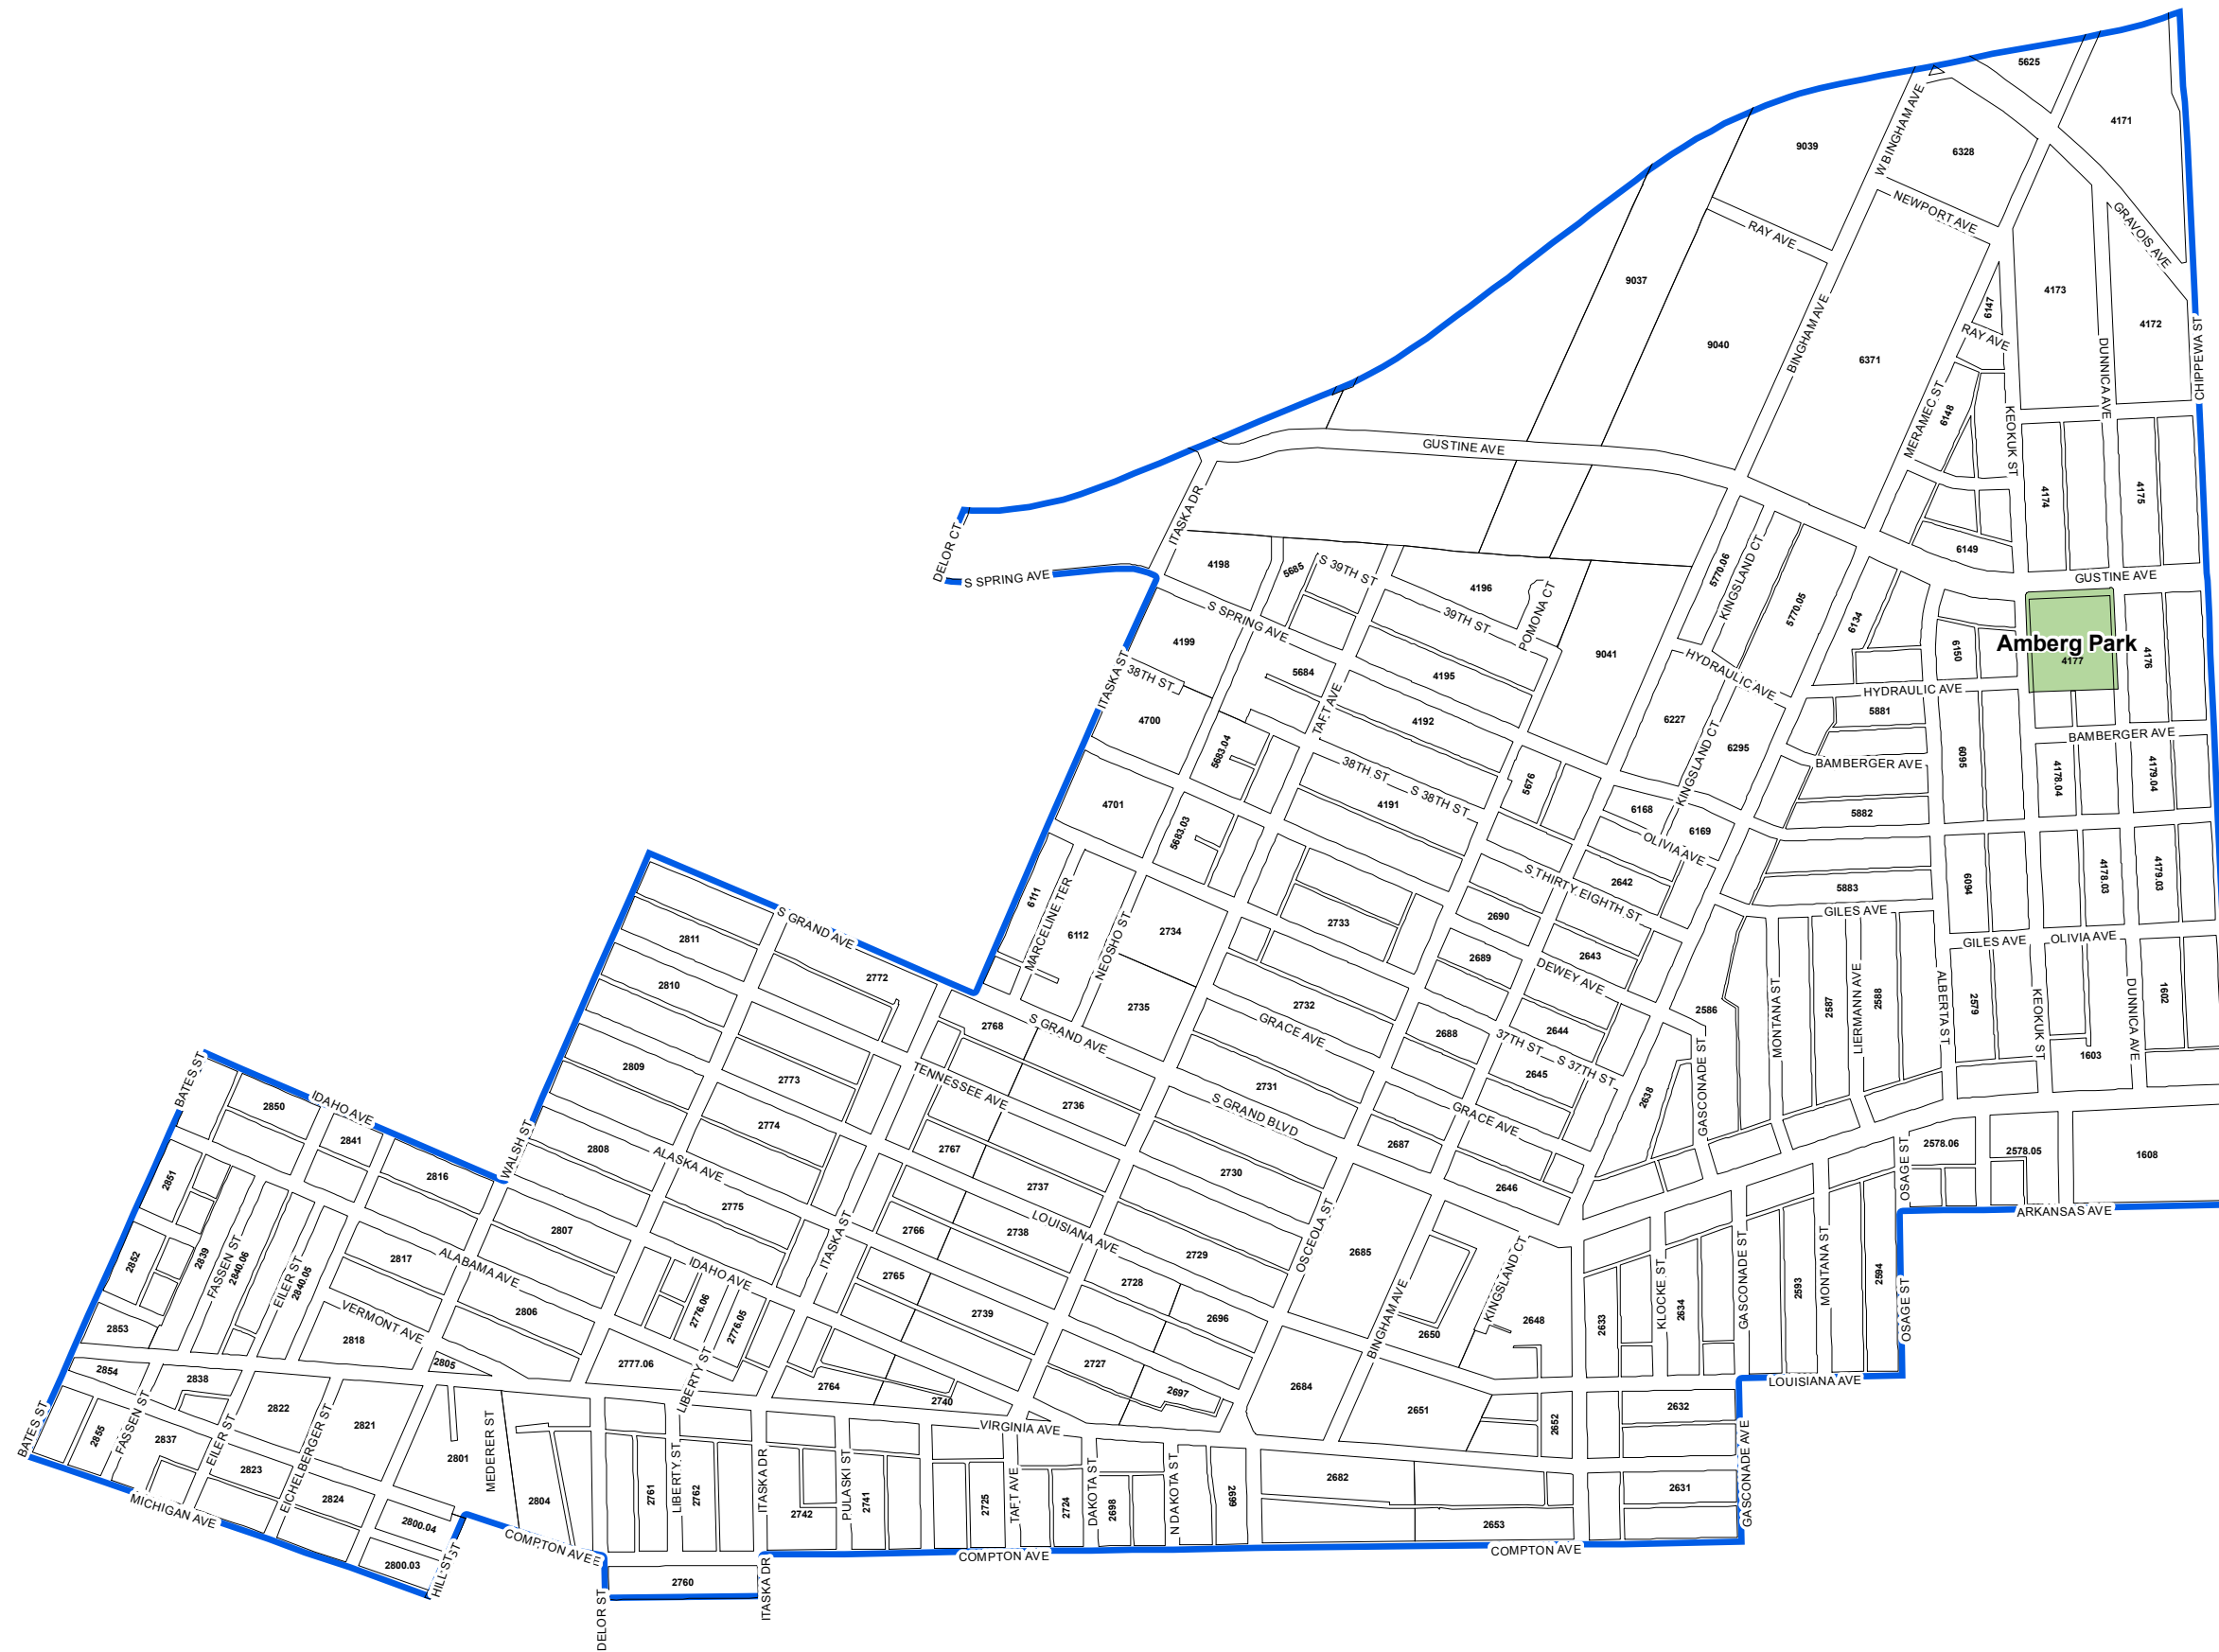 5625
4171
9039
W BINGHAM AVE
6328
NEWPORT AVE
GRAVOIS AVE
RAY AVE
9037
4173
6147
4172
RAY AVE
9040
BINGHAM AVE
6371
DUNNICA AVE
CHIPPEWA ST
MERAMEC ST
6148
KEOKUK ST
GUSTINE AVE
4174
4175
ITASKA DR
DELOR CT
S SPRING AVE
4198
5685
S 39TH ST
4196
POMONA CT
5770.06
KINGSLAND CT
5770.05
6149
GUSTINE AVE
S SPRING AVE
39TH ST
6134
6150
Amberg Park
4177
4176
4199
38TH ST
ITASKA ST
5684
4195
9041
HYDRAULIC AVE
HYDRAULIC AVE
5881
4700
TAFT AVE
4192
6227
KINGSLAND CT
6295
BAMBERGER AVE
BAMBERGER AVE
5683.04
38TH ST
S 38TH ST
5676
6095
4178.04
4179.04
4701
4191
6168
6169
5882
5683.03
OLIVIA AVE
6111
MARCELINE TER
6112
NEOSHO ST
2734
2733
2690
S THIRTY EIGHTH ST
2642
5883
6094
4178.03
4179.03
GILES AVE
GILES AVE
OLIVIA AVE
S GRAND AVE
2811
2772
2810
2735
2732
2689
DEWEY AVE
2643
2586
MONTANA ST
2587
LIERMANN AVE
2588
ALBERTA ST
2579
KEOKUK ST
DUNNICA AVE
1602
1603
2768
S GRAND AVE
GRACE AVE
2688
37TH ST
S 37TH ST
2644
2645
GASCONADE ST
BATES ST
2850
IDAHO AVE
2809
2773
TENNESSEE AVE
2736
2731
S GRAND BLVD
GRACE AVE
2638
2841
2816
WALSH ST
2808
2774
ALASKA AVE
2767
2737
2730
2687
2646
2578.06
2578.05
1608
OSAGE ST
ARKANSAS AVE
2851
2852
2839
FASSEN ST
2840.06
EILER ST
2840.05
2817
ALABAMA AVE
2807
2775
ITASKA ST
2766
2738
LOUISIANA AVE
2729
OSCEOLA ST
2685
KINGSLAND CT
KLOCKE ST
2633
2634
GASCONADE ST
2593
MONTANA ST
2594
OSAGE ST
IDAHO AVE
2765
2728
2853
VERMONT AVE
2818
2806
2776.06
2776.05
2739
2696
BINGHAM AVE
2650
2648
2854
2838
2805
2777.06
LIBERTY ST
2764
2740
2727
2697
2684
LOUISIANA AVE
BATES ST
2855
FASSEN ST
2837
EILER ST
2822
EICHELBERGER ST
2821
2651
2652
2632
VIRGINIA AVE
2823
2801
MEDERER ST
2804
2761
LIBERTY ST
2762
ITASKA DR
2742
PULASKI ST
2741
2725
TAFT AVE
2724
DAKOTA ST
2698
N DAKOTA ST
2699
2682
2653
2631
GASCONADE AVE
MICHIGAN AVE
2824
2800.04
2800.03
HILL ST
COMPTON AVE
COMPTON AVE
COMPTON AVE
2760
DELOR ST
ITASKA DR